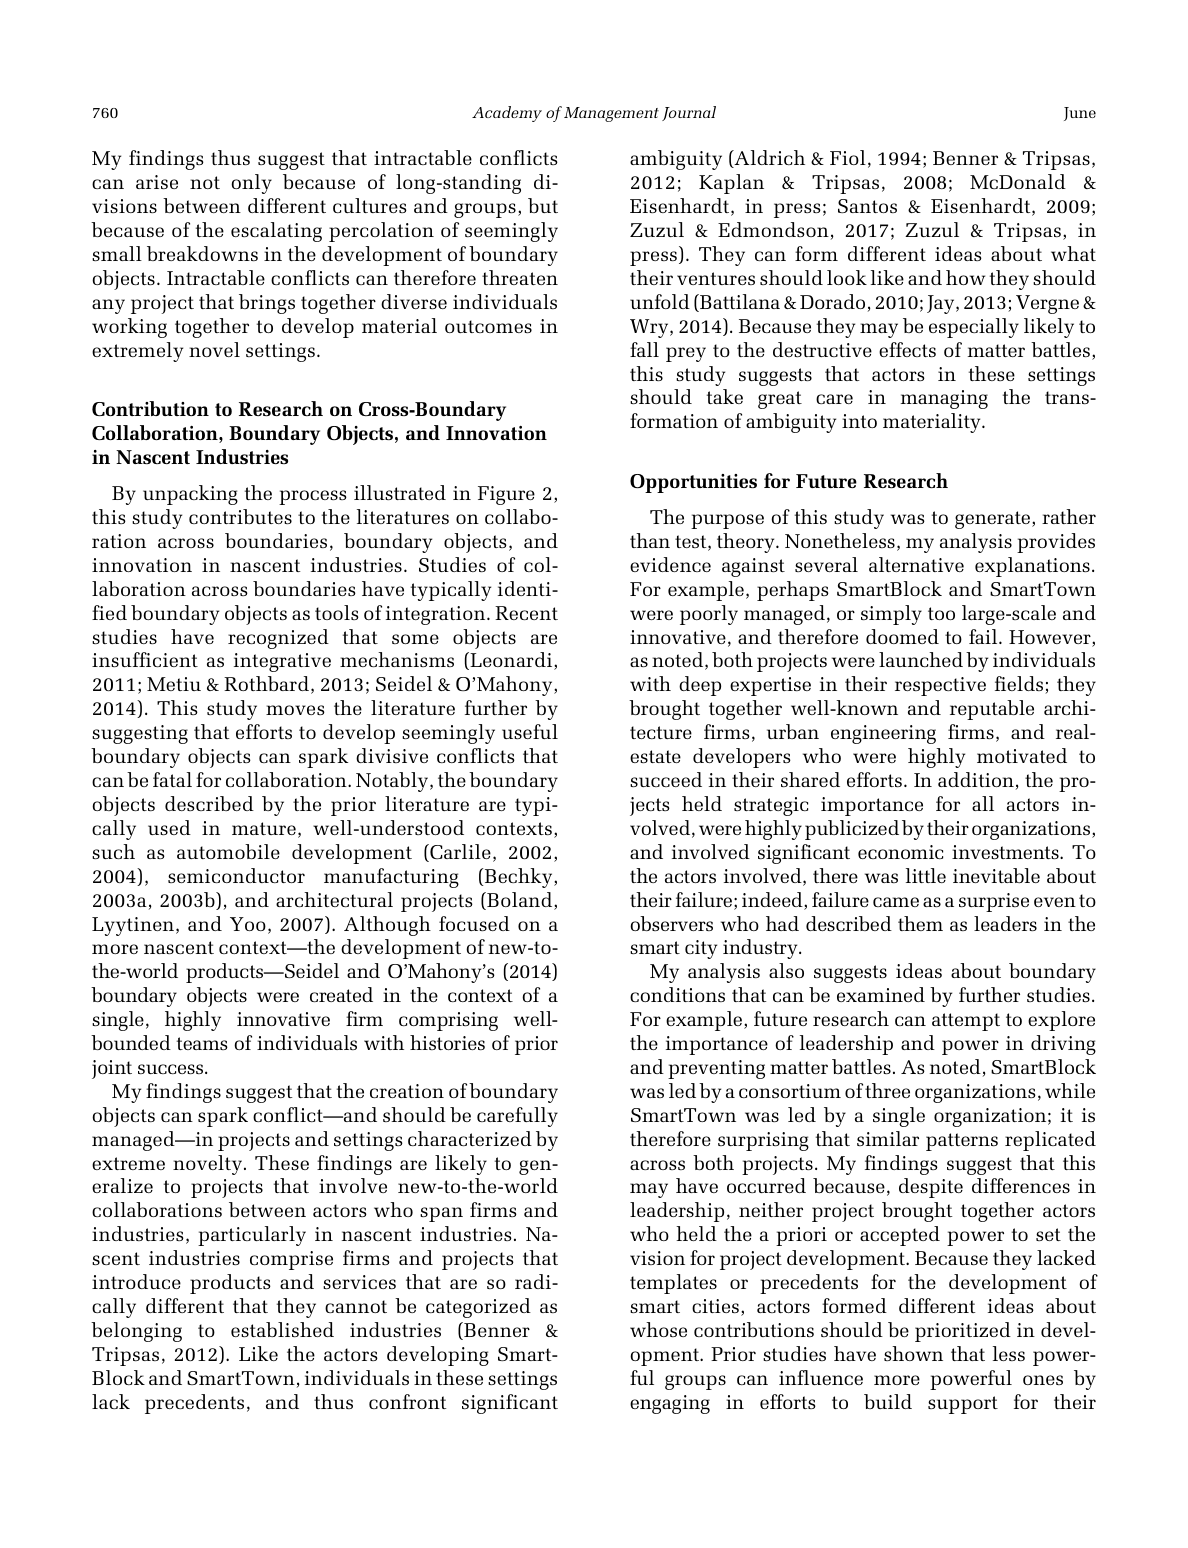 760
Academy of Management Journal
June
My findings thus suggest that intractable conflicts
can arise not only because of long-standing di-
visions between different cultures and groups, but
because of the escalating percolation of seemingly
small breakdowns in the development of boundary
objects. Intractable conflicts can therefore threaten
any project that brings together diverse individuals
working together to develop material outcomes in
extremely novel settings.
Contribution to Research on Cross-Boundary
Collaboration, Boundary Objects, and Innovation
in Nascent Industries
By unpacking the process illustrated in Figure 2,
this study contributes to the literatures on collabo-
ration across boundaries, boundary objects, and
innovation in nascent industries. Studies of col-
laboration across boundaries have typically identi-
fied boundary objects as tools of integration. Recent
studies have recognized that some objects are
insufficient as integrative mechanisms (Leonardi,
2011; Metiu & Rothbard, 2013; Seidel & O’Mahony,
2014). This study moves the literature further by
suggesting that efforts to develop seemingly useful
boundary objects can spark divisive conflicts that
can be fatal for collaboration. Notably, the boundary
objects described by the prior literature are typi-
cally used in mature, well-understood contexts,
such as automobile development (Carlile, 2002,
2004), semiconductor manufacturing (Bechky,
2003a, 2003b), and architectural projects (Boland,
Lyytinen, and Yoo, 2007). Although focused on a
more nascent context—the development of new-to-
the-world products—Seidel and O’Mahony’s (2014)
boundary objects were created in the context of a
single, highly innovative firm comprising well-
bounded teams of individuals with histories of prior
joint success.
My findings suggest that the creation of boundary
objects can spark conflict—and should be carefully
managed—in projects and settings characterized by
extreme novelty. These findings are likely to gen-
eralize to projects that involve new-to-the-world
collaborations between actors who span firms and
industries, particularly in nascent industries. Na-
scent industries comprise firms and projects that
introduce products and services that are so radi-
cally different that they cannot be categorized as
belonging to established industries (Benner &
Tripsas, 2012). Like the actors developing Smart-
Block and SmartTown, individuals in these settings
lack precedents, and thus confront significant
ambiguity (Aldrich & Fiol, 1994; Benner & Tripsas,
2012; Kaplan & Tripsas, 2008; McDonald &
Eisenhardt, in press; Santos & Eisenhardt, 2009;
Zuzul & Edmondson, 2017; Zuzul & Tripsas, in
press). They can form different ideas about what
their ventures should look like and how they should
unfold (Battilana & Dorado, 2010; Jay, 2013; Vergne &
Wry, 2014). Because they may be especially likely to
fall prey to the destructive effects of matter battles,
this study suggests that actors in these settings
should take great care in managing the trans-
formation of ambiguity into materiality.
Opportunities for Future Research
The purpose of this study was to generate, rather
than test, theory. Nonetheless, my analysis provides
evidence against several alternative explanations.
For example, perhaps SmartBlock and SmartTown
were poorly managed, or simply too large-scale and
innovative, and therefore doomed to fail. However,
as noted, both projects were launched by individuals
with deep expertise in their respective fields; they
brought together well-known and reputable archi-
tecture firms, urban engineering firms, and real-
estate developers who were highly motivated to
succeed in their shared efforts. In addition, the pro-
jects held strategic importance for all actors in-
volved, were highly publicized by their organizations,
and involved significant economic investments. To
the actors involved, there was little inevitable about
their failure; indeed, failure came as a surprise even to
observers who had described them as leaders in the
smart city industry.
My analysis also suggests ideas about boundary
conditions that can be examined by further studies.
For example, future research can attempt to explore
the importance of leadership and power in driving
and preventing matter battles. As noted, SmartBlock
was led by a consortium of three organizations, while
SmartTown was led by a single organization; it is
therefore surprising that similar patterns replicated
across both projects. My findings suggest that this
may have occurred because, despite differences in
leadership, neither project brought together actors
who held the a priori or accepted power to set the
vision for project development. Because they lacked
templates or precedents for the development of
smart cities, actors formed different ideas about
whose contributions should be prioritized in devel-
opment. Prior studies have shown that less power-
ful groups can influence more powerful ones by
engaging in efforts to build support for their